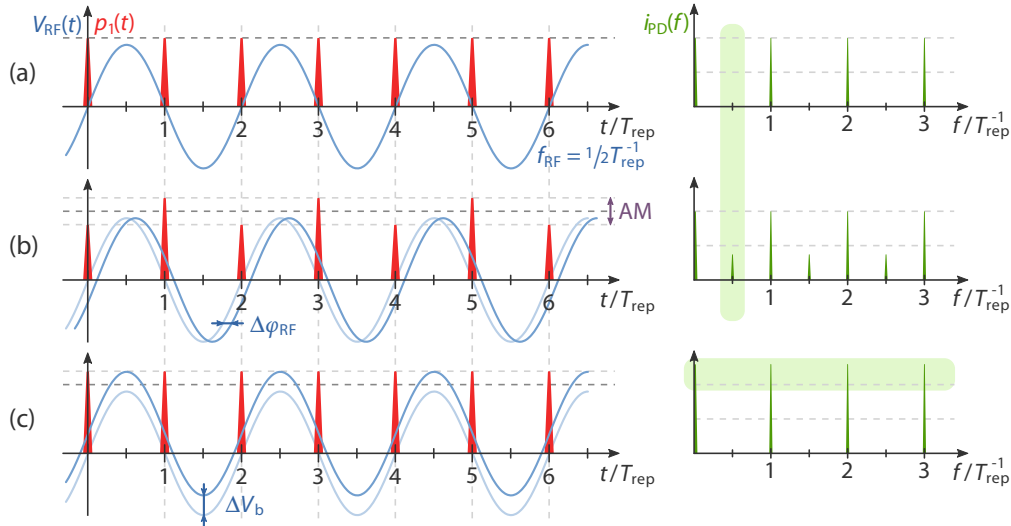 V_RF(t) p_1(t) i_PD(f)
(a)
1 2 3 4 5 6 t/T_rep 1 2 3 f/T_rep^-1
f_RF = 1/2T_rep^-1
AM
(b)
1 2 3 4 5 6 t/T_rep 1 2 3 f/T_rep^-1
Δφ_RF
(c)
1 2 3 4 5 6 t/T_rep 1 2 3 f/T_rep^-1
ΔV_b